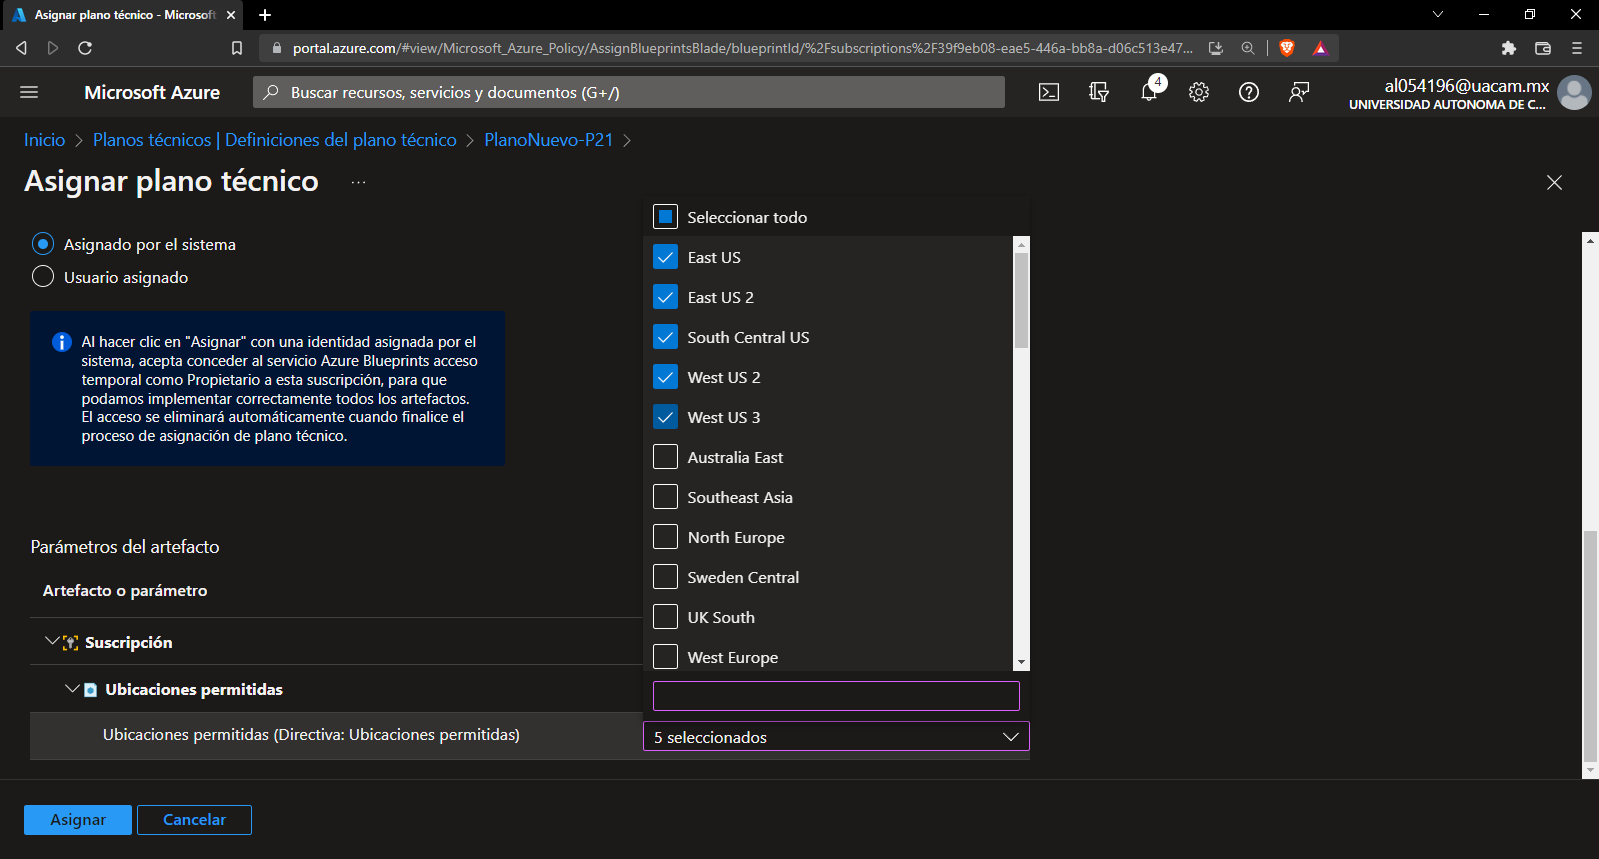 Asignar plano técnico - Microsoft
portal.azure.com/#view/Microsoft_Azure_Policy/AssignBlueprintsBlade/blueprintId/%2Fsubscriptions%2F39f9eb08-eae5-446a-bb8a-d06c513e47...
Microsoft Azure
Buscar recursos, servicios y documentos (G+/)
4
al054196@uacam.mx
UNIVERSIDAD AUTONOMA DE C...
Inicio > Planos técnicos | Definiciones del plano técnico > PlanoNuevo-P21 >
Asignar plano técnico ...
Asignado por el sistema
Usuario asignado
Al hacer clic en "Asignar" con una identidad asignada por el
sistema, acepta conceder al servicio Azure Blueprints acceso
temporal como Propietario a esta suscripción, para que
podamos implementar correctamente todos los artefactos.
El acceso se eliminará automáticamente cuando finalice el
proceso de asignación de plano técnico.
Parámetros del artefacto
Artefacto o parámetro
Suscripción
Ubicaciones permitidas
Ubicaciones permitidas (Directiva: Ubicaciones permitidas)
Seleccionar todo
East US
East US 2
South Central US
West US 2
West US 3
Australia East
Southeast Asia
North Europe
Sweden Central
UK South
West Europe
5 seleccionados
Asignar
Cancelar